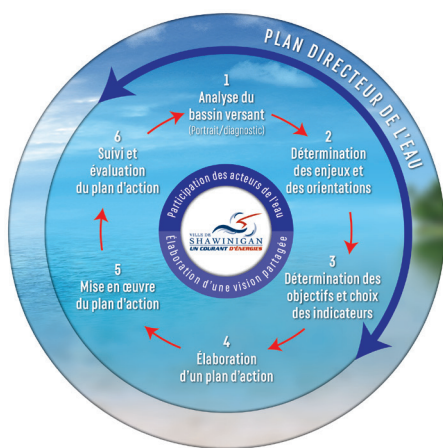 PLAN DIRECTEUR DE L'EAU
1
Analyse du
bassin versant
(Portrait/diagnostic)
2
Détermination
des enjeux et
des orientations
3
Détermination des
objectifs et choix
des indicateurs
4
Élaboration
d'un plan d'action
5
Mise en œuvre
du plan d'action
6
Suivi et
évaluation
du plan d'action
Participation des acteurs de l'eau
Élaboration d'une vision partagée
VILLE DE
SHAWINIGAN
UN COURANT D'ÉNERGIES